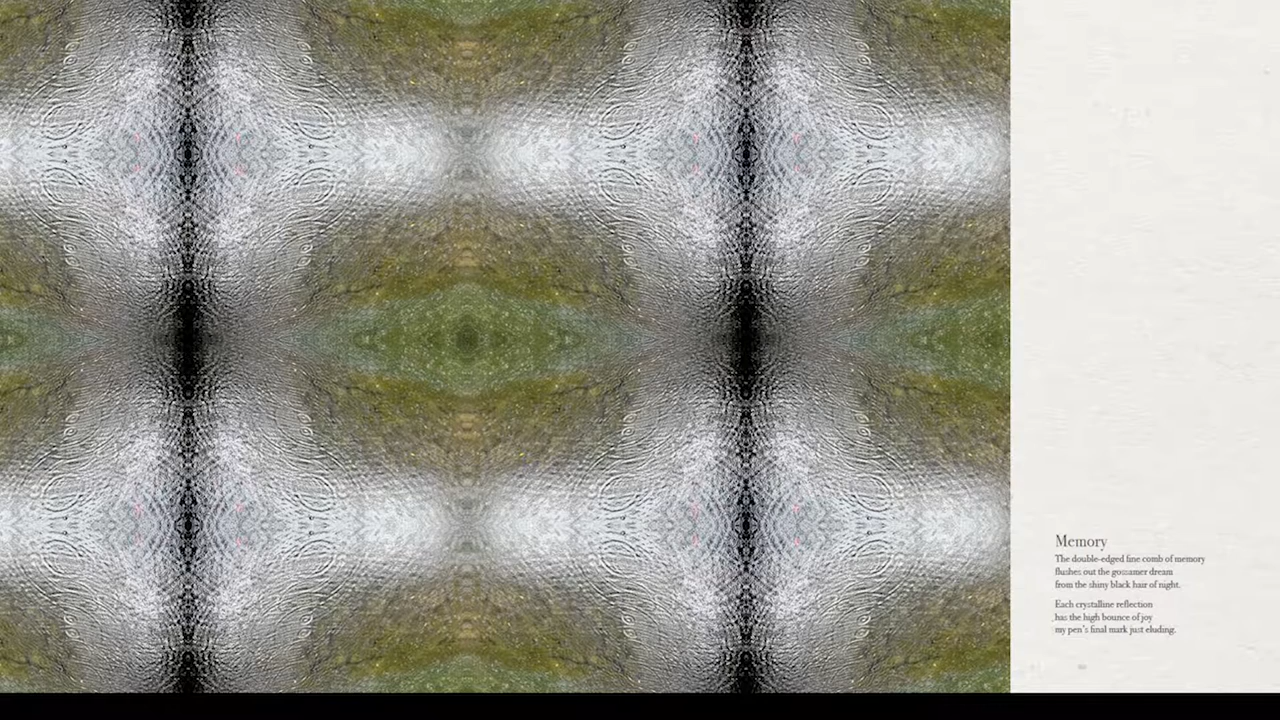 Memory
The double-edged fine comb of memory
flushes out the gossamer dream
from the shiny black hair of night.
Each crystalline reflection
has the high bounce of joy
my pen's final mark just eluding.